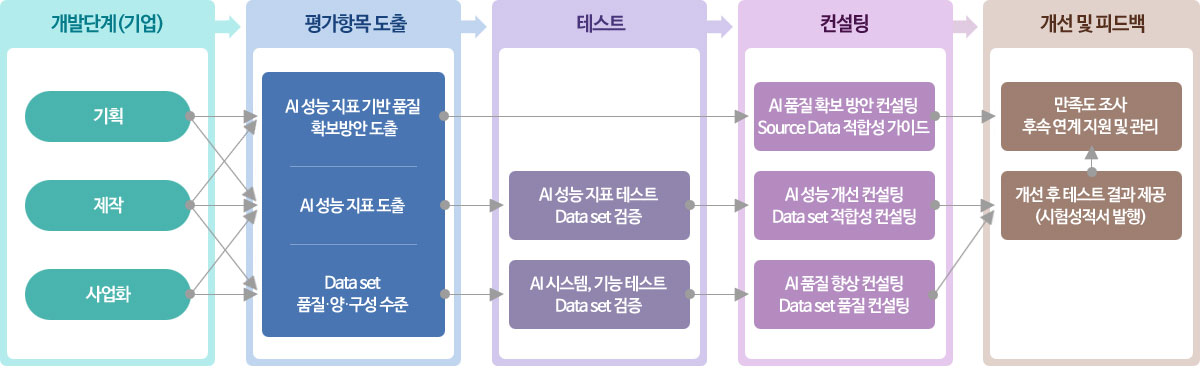 개발단계(기업)
기획
제작
사업화
평가항목 도출
AI 성능 지표 기반 품질
확보방안 도출
AI 성능 지표 도출
Data set
품질·양·구성 수준
테스트
AI 성능 지표 테스트
Data set 검증
AI 시스템, 기능 테스트
Data set 검증
컨설팅
AI 품질 확보 방안 컨설팅
Source Data 적합성 가이드
AI 성능 개선 컨설팅
Data set 적합성 컨설팅
AI 품질 향상 컨설팅
Data set 품질 컨설팅
개선 및 피드백
만족도 조사
후속 연계 지원 및 관리
개선 후 테스트 결과 제공
(시험성적서 발행)